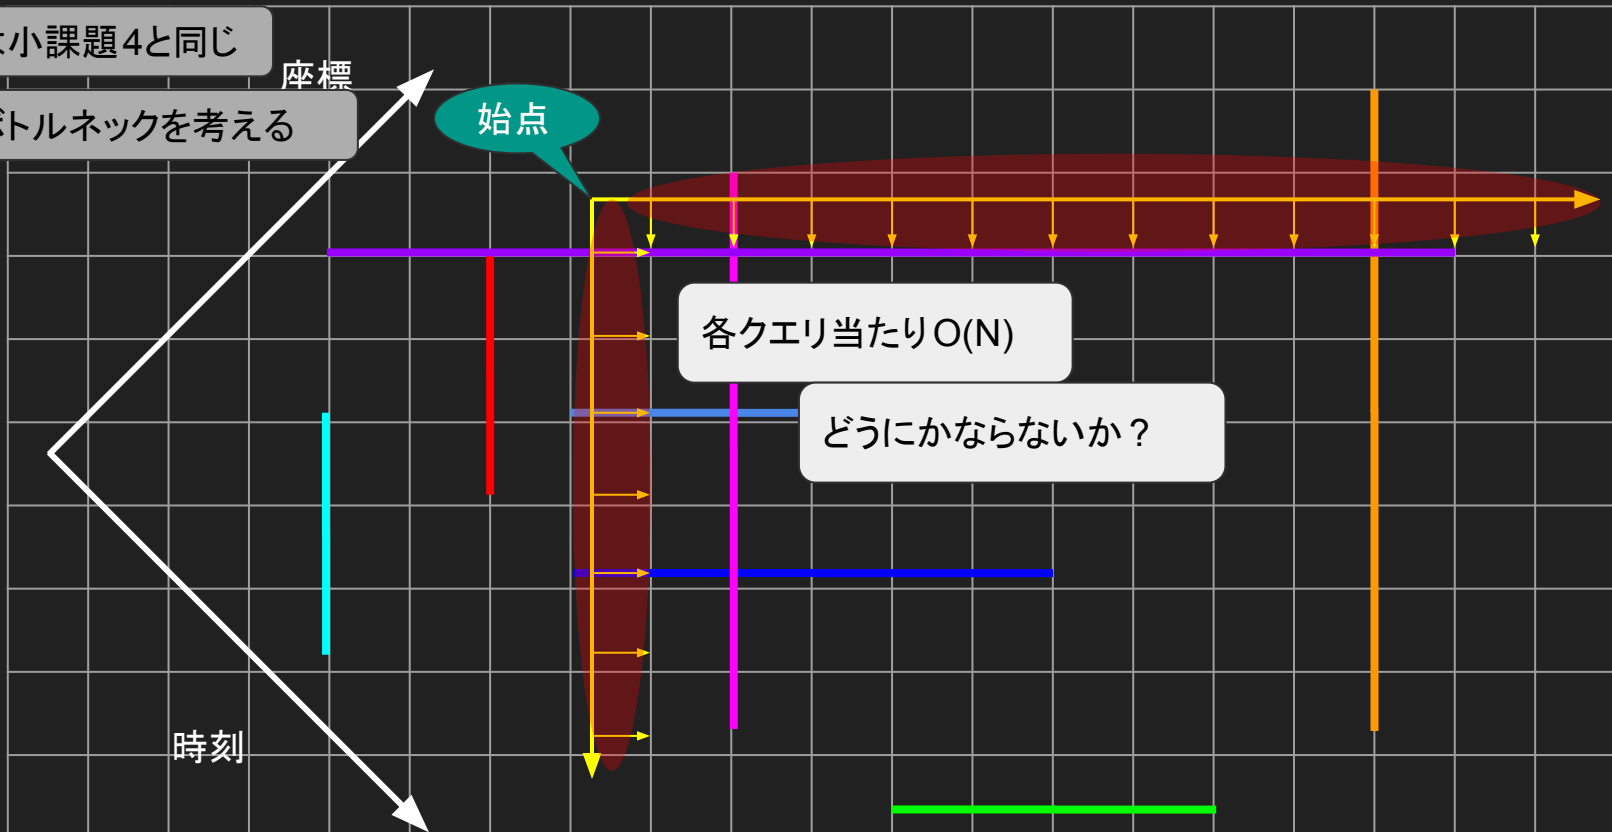 は小課題4と同じ
座標
ボトルネックを考える
始点
各クエリ当たりO(N)
どうにかならないか？
時刻